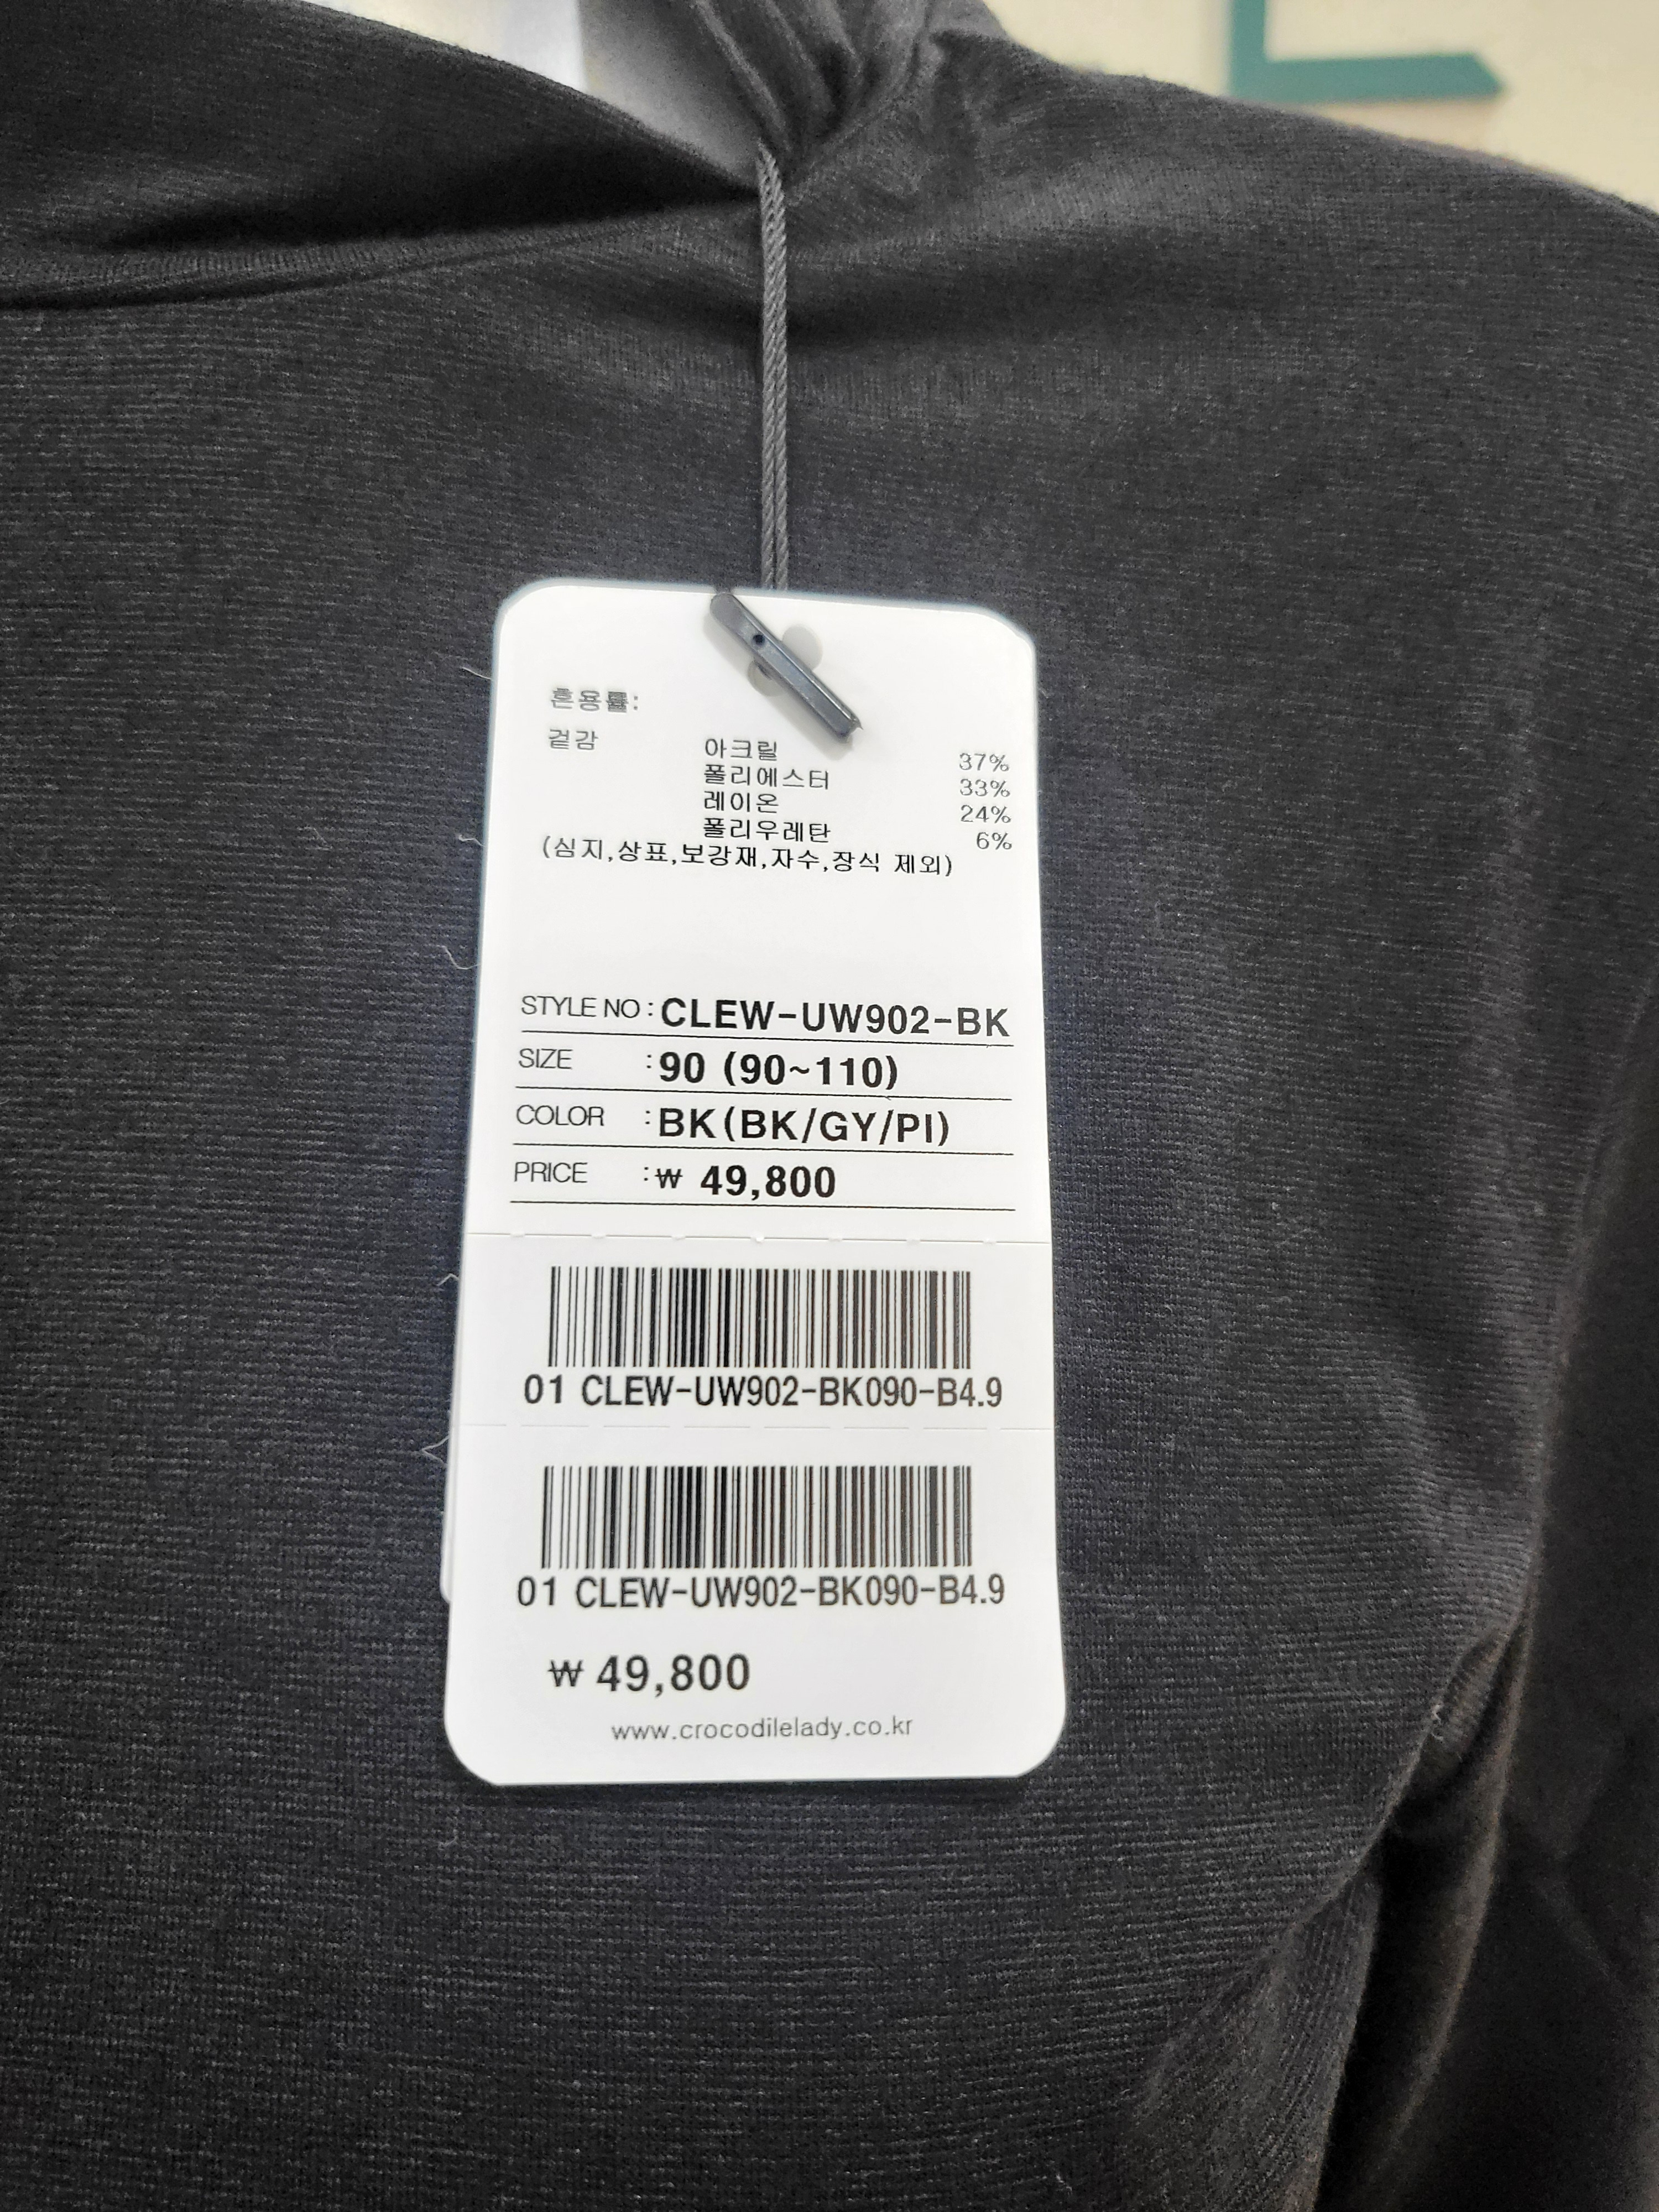 혼용률:
겉감 아크릴 37%
폴리에스터 33%
레이온 24%
폴리우레탄 6%
(심지,상표,보강재,자수,장식 제외)
STYLE NO : CLEW-UW902-BK
SIZE : 90 (90~110)
COLOR : BK(BK/GY/PI)
PRICE : ₩ 49,800
01 CLEW-UW902-BK090-B4.9
01 CLEW-UW902-BK090-B4.9
₩ 49,800
www.crocodilelady.co.kr